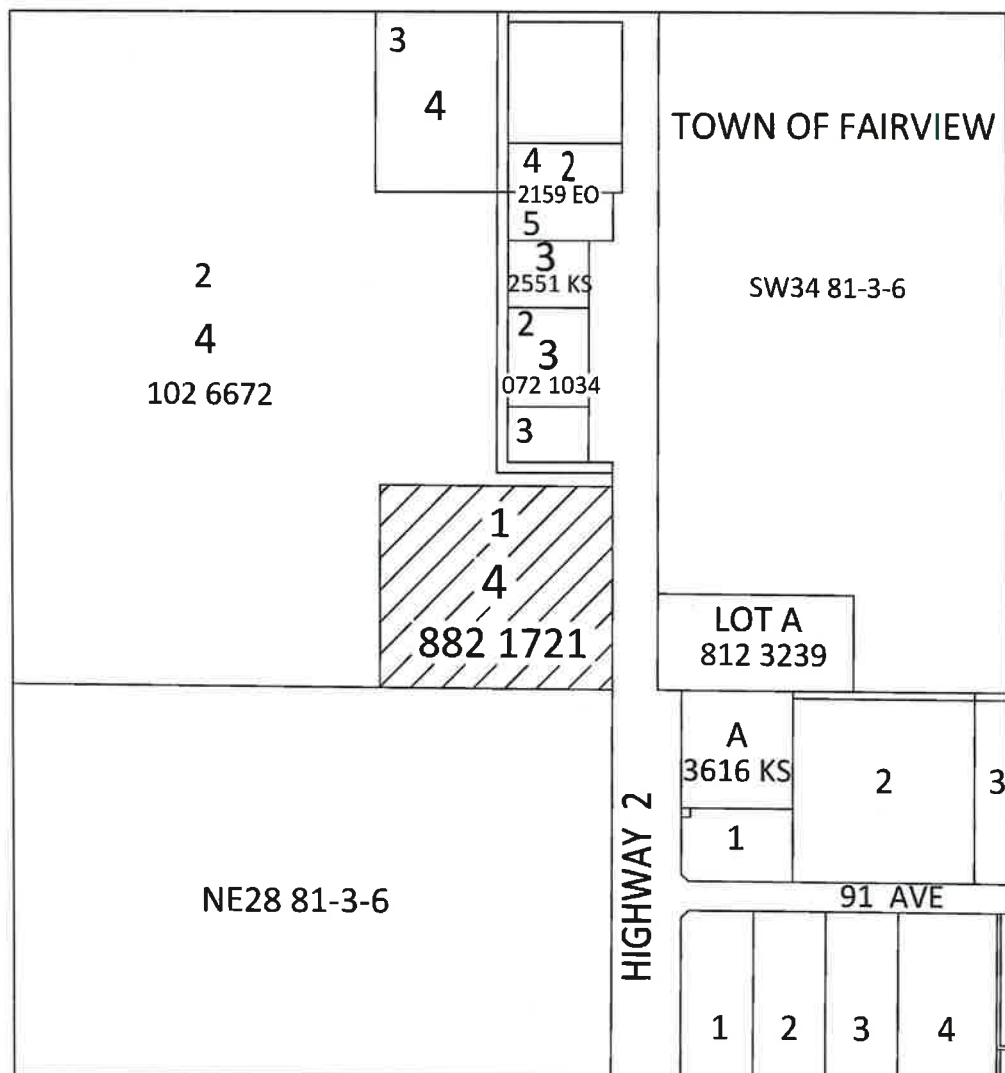 3
4
TOWN OF FAIRVIEW
4 2
2159 EO
5
3
2551 KS
2
3
072 1034
3
2
4
102 6672
SW34 81-3-6
1
4
882 1721
LOT A
812 3239
A
3616 KS
2
3
1
NE28 81-3-6
HIGHWAY 2
91 AVE
1
2
3
4